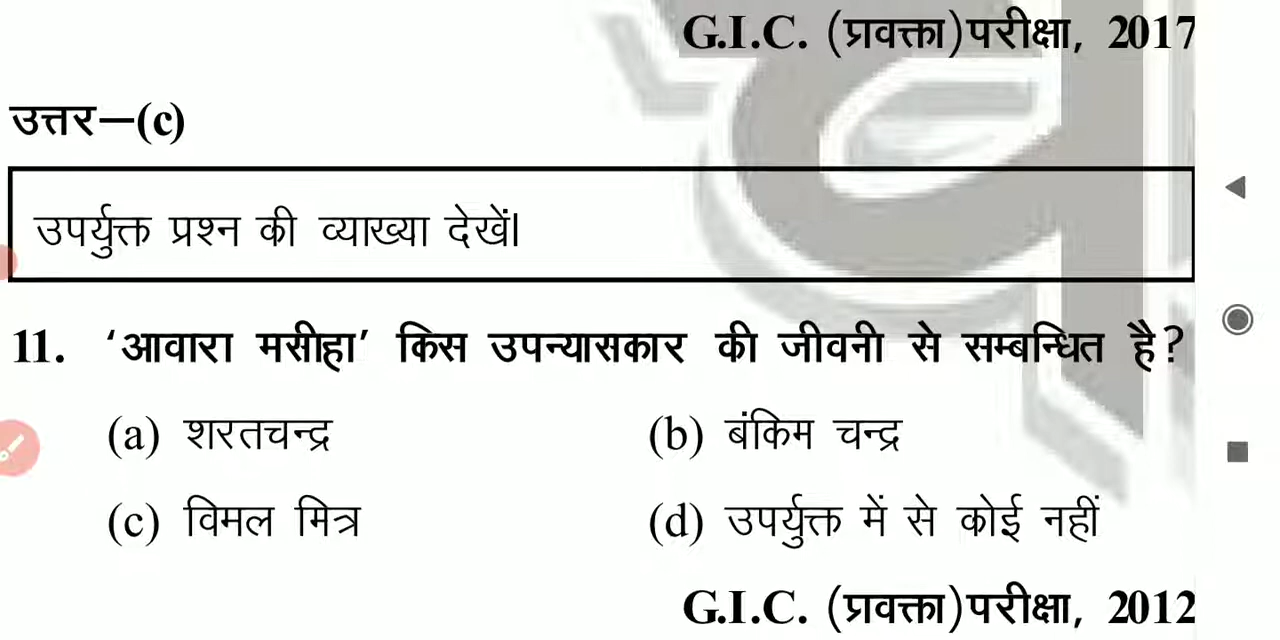 G.I.C. (प्रवक्ता) परीक्षा, 2017
उत्तर—(c)
उपर्युक्त प्रश्न की व्याख्या देखें।
11. ‘आवारा मसीहा’ किस उपन्यासकार की जीवनी से सम्बन्धित है?
(a) शरतचन्द्र (b) बंकिम चन्द्र
(c) विमल मित्र (d) उपर्युक्त में से कोई नहीं
G.I.C. (प्रवक्ता) परीक्षा, 2012